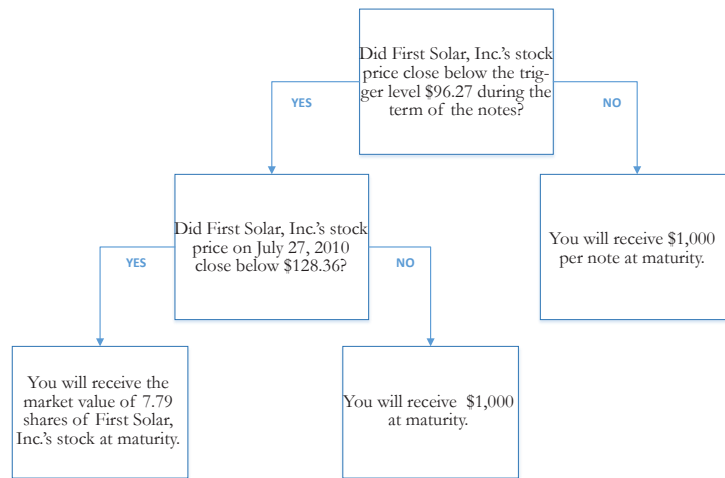 Did First Solar, Inc.'s stock
price close below the trig-
ger level $96.27 during the
term of the notes?
YES
NO
Did First Solar, Inc.'s stock
price on July 27, 2010
close below $128.36?
You will receive $1,000
per note at maturity.
YES
NO
You will receive the
market value of 7.79
shares of First Solar,
Inc.'s stock at maturity.
You will receive $1,000
at maturity.